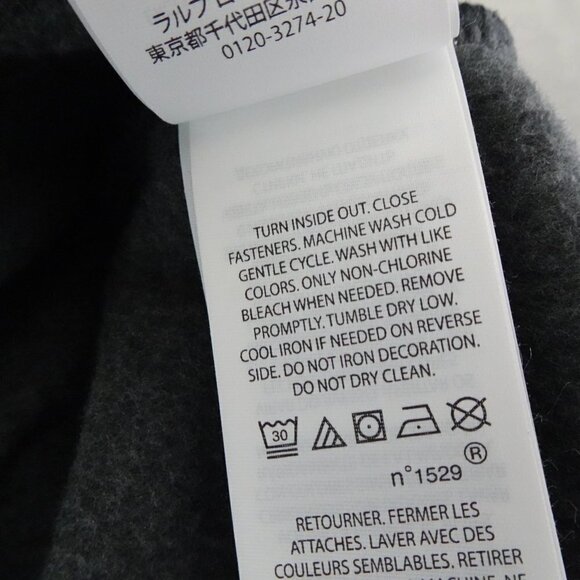 東京都千代田区
0120-3274-20
TURN INSIDE OUT. CLOSE
FASTENERS. MACHINE WASH COLD
GENTLE CYCLE. WASH WITH LIKE
COLORS. ONLY NON-CHLORINE
BLEACH WHEN NEEDED. REMOVE
PROMPTLY. TUMBLE DRY LOW.
COOL IRON IF NEEDED ON REVERSE
SIDE. DO NOT IRON DECORATION.
DO NOT DRY CLEAN.
30
n°1529 ®
RETOURNER. FERMER LES
ATTACHES. LAVER AVEC DES
COULEURS SEMBLABLES. RETIRER